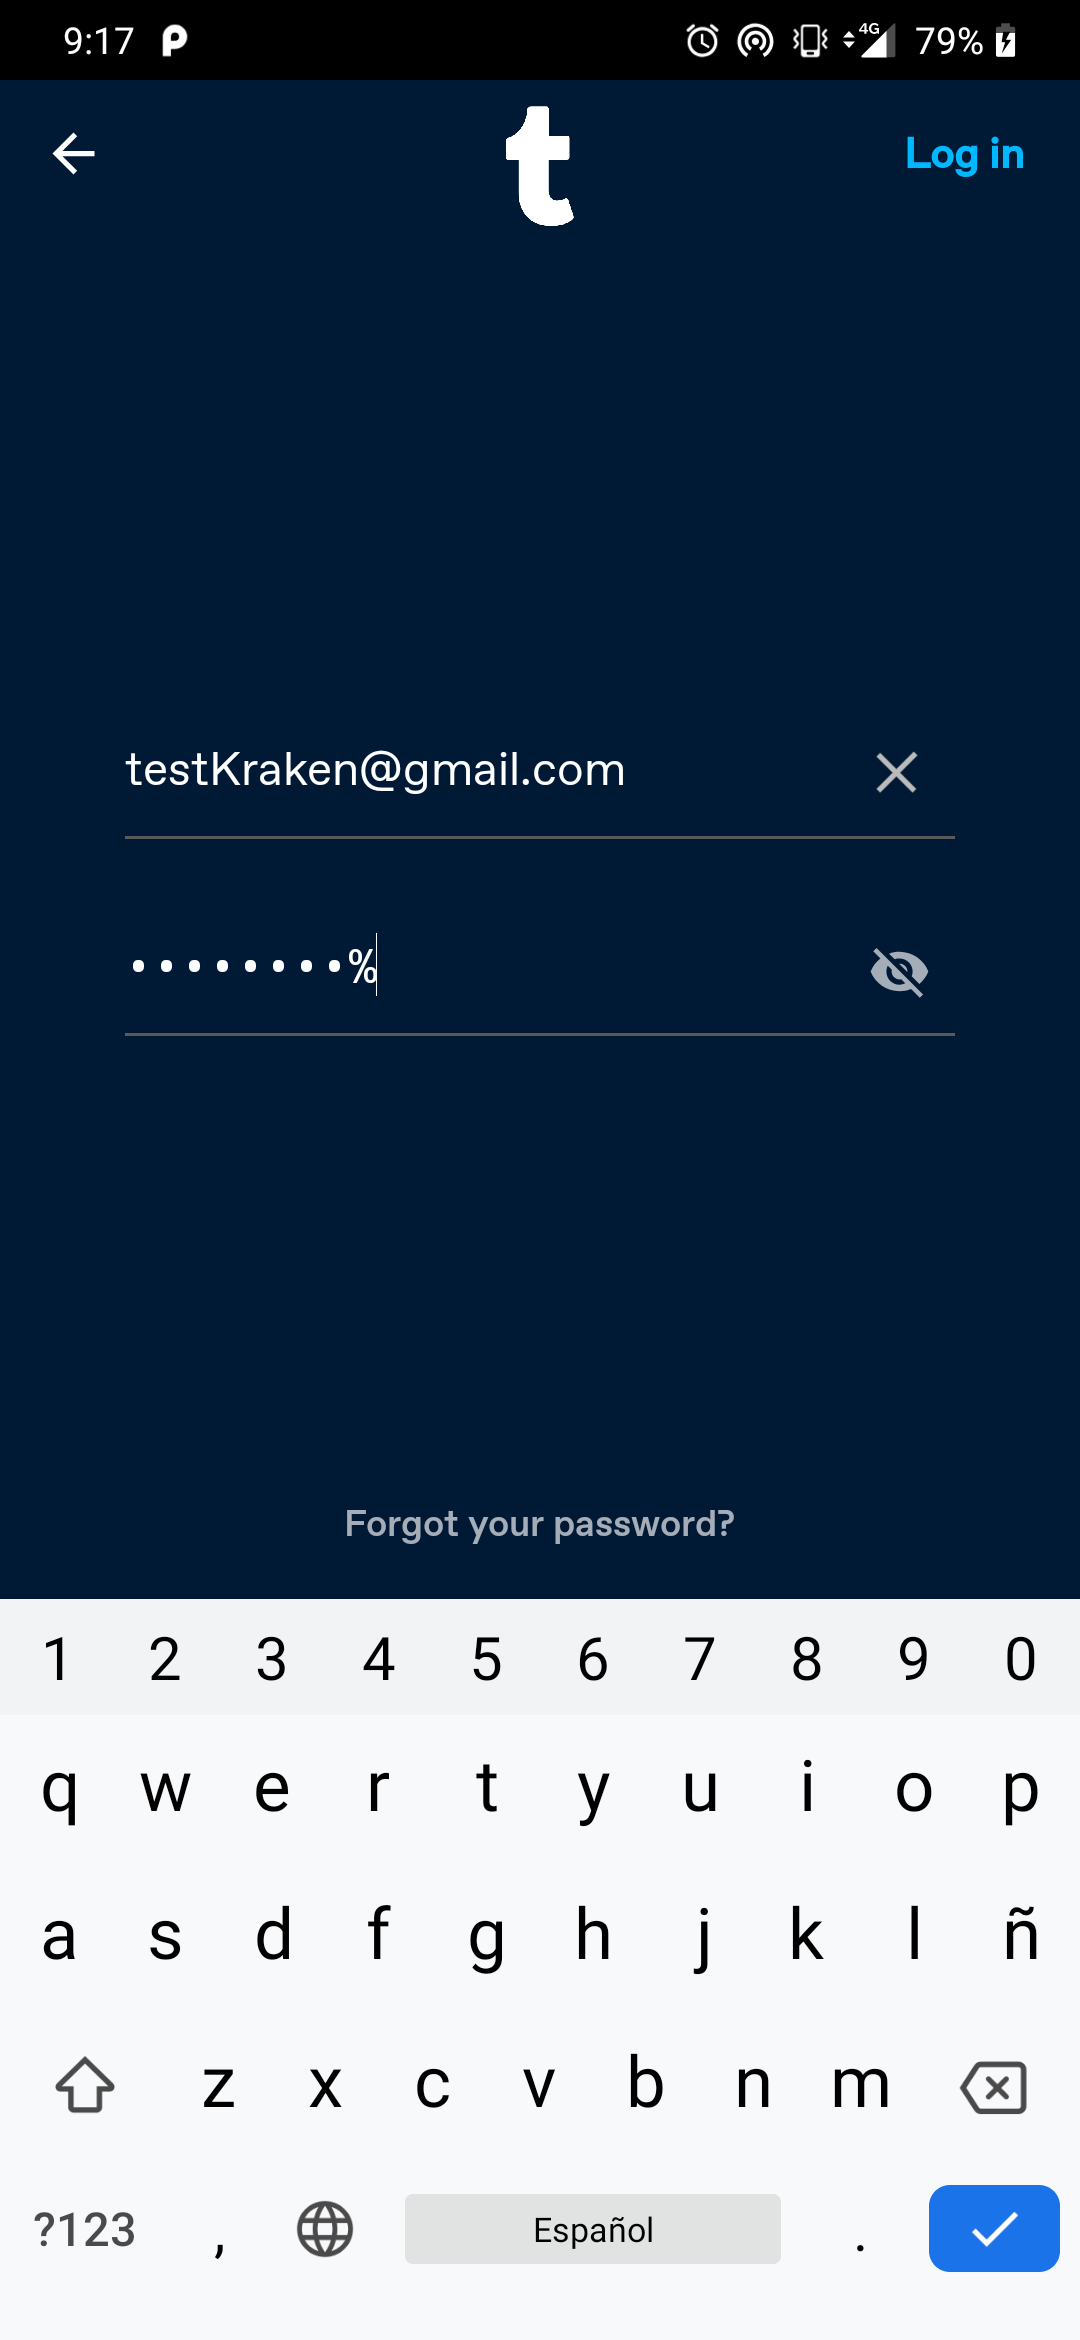 9:17 4G 79%
t Log in
testKraken@gmail.com
••••••••%
Forgot your password?
1 2 3 4 5 6 7 8 9 0
q w e r t y u i o p
a s d f g h j k l ñ
z x c v b n m
?123 , Español .